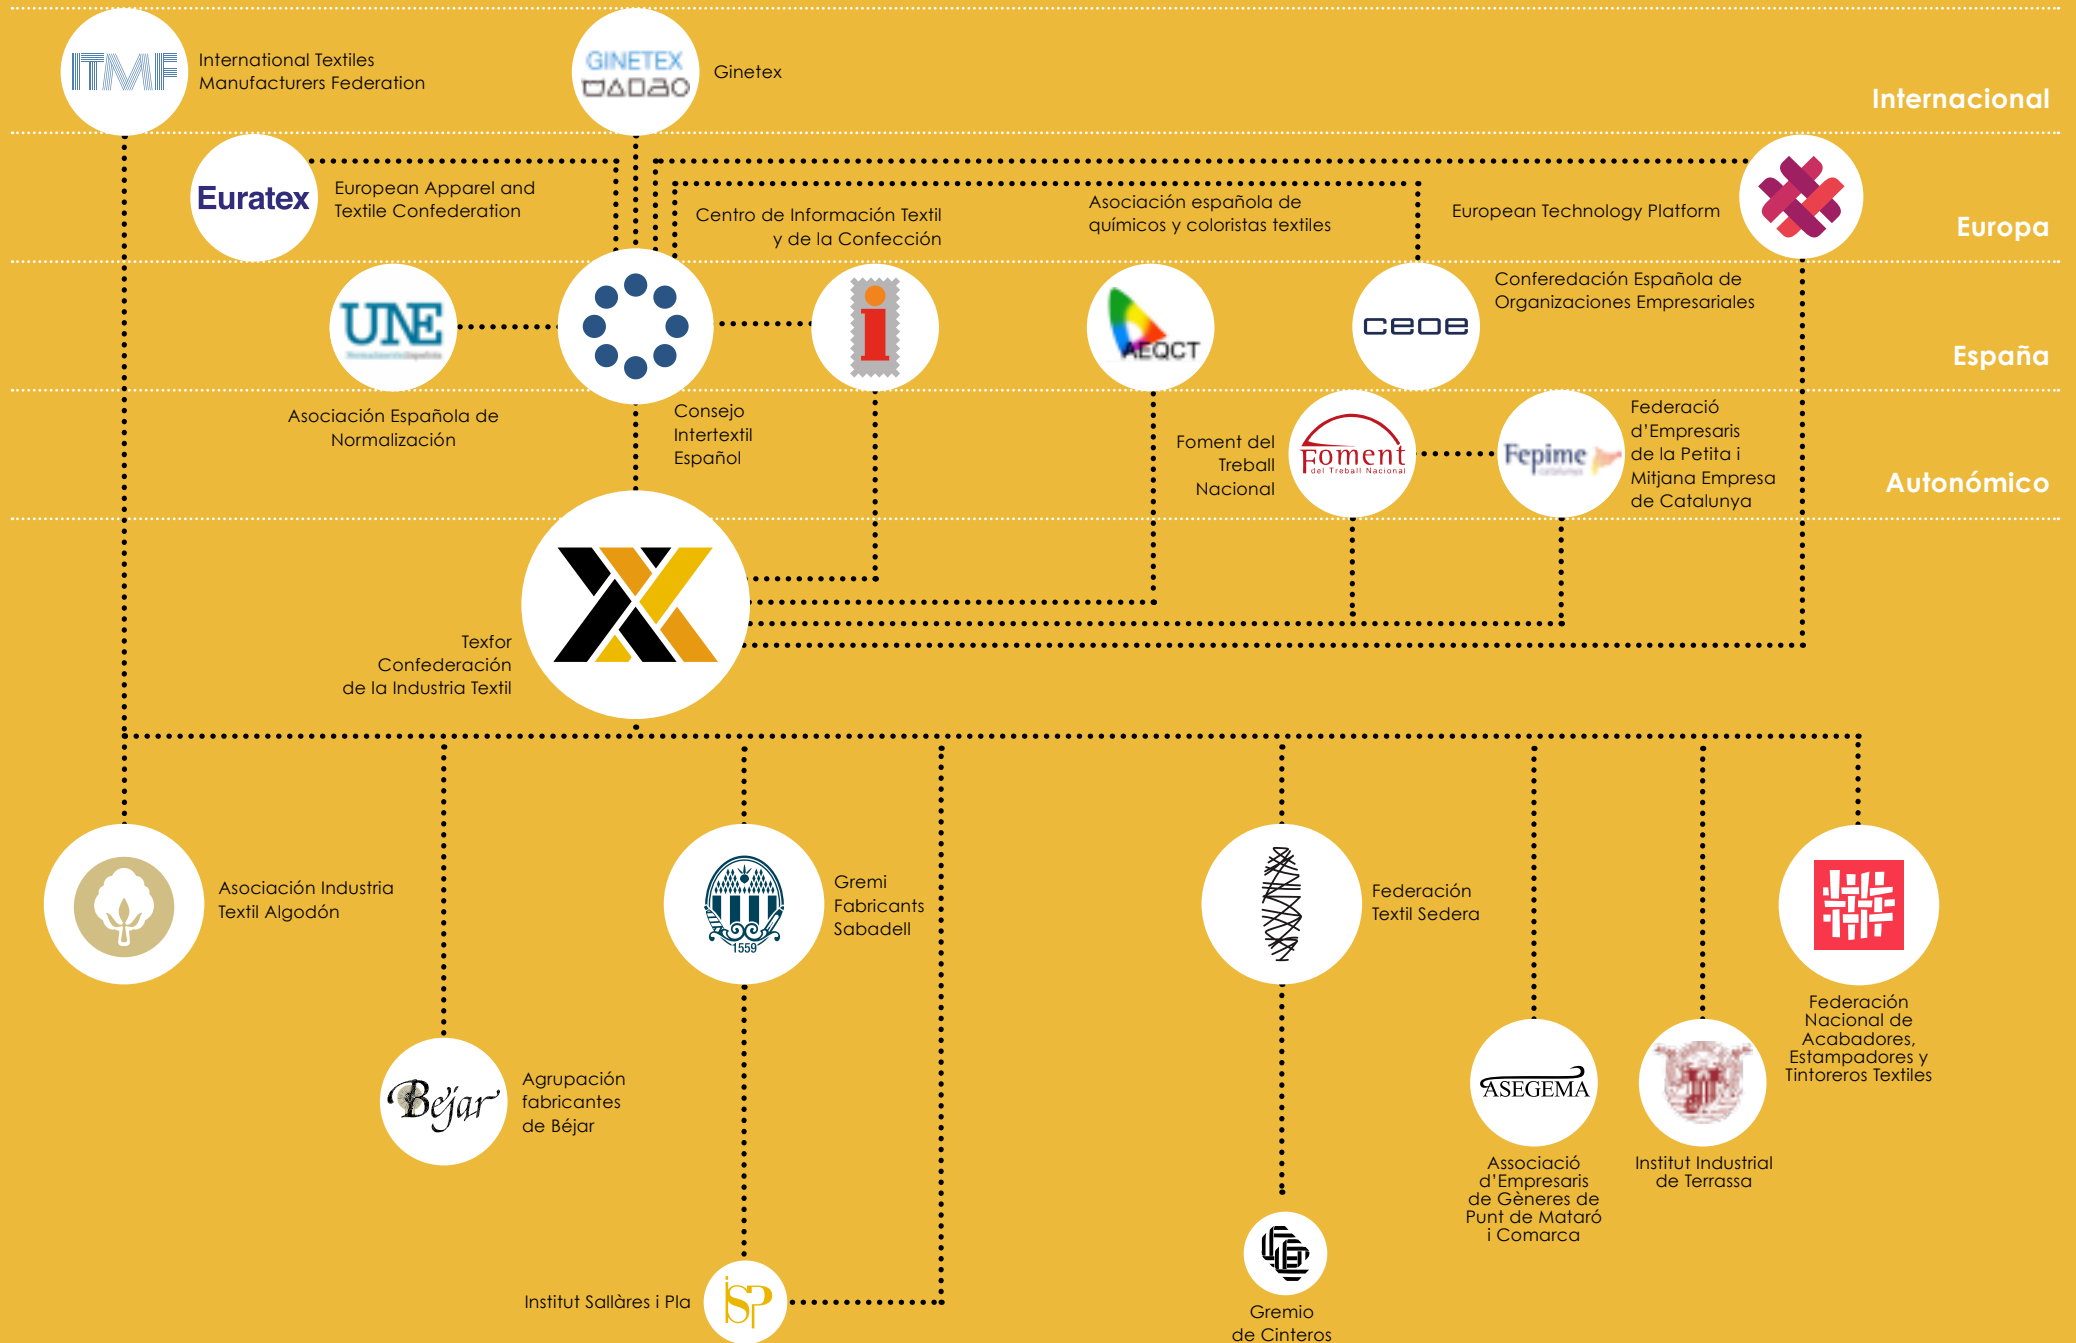 ITMF
International Textiles
Manufacturers Federation
GINETEX
Ginetex
Internacional
Euratex
European Apparel and
Textile Confederation
Centro de Información Textil
y de la Confección
Asociación española de
químicos y coloristas textiles
European Technology Platform
Europa
UNE
Normalización Española
i
AEQCT
ceoe
Conferedación Española de
Organizaciones Empresariales
España
Asociación Española de
Normalización
Consejo
Intertextil
Español
Foment del
Treball
Nacional
Foment
del Treball Nacional
Fepime
catalunya
Federació
d'Empresaris
de la Petita i
Mitjana Empresa
de Catalunya
Autonómico
Texfor
Confederación
de la Industria Textil
Asociación Industria
Textil Algodón
1559
Gremi
Fabricants
Sabadell
Federación
Textil Sedera
Federación
Nacional de
Acabadores,
Estampadores y
Tintoreros Textiles
Béjar
Agrupación
fabricantes
de Béjar
ASEGEMA
Associació
d'Empresaris
de Gèneres de
Punt de Mataró
i Comarca
Institut Industrial
de Terrassa
Institut Sallàres i Pla
iSP
Gremio
de Cinteros